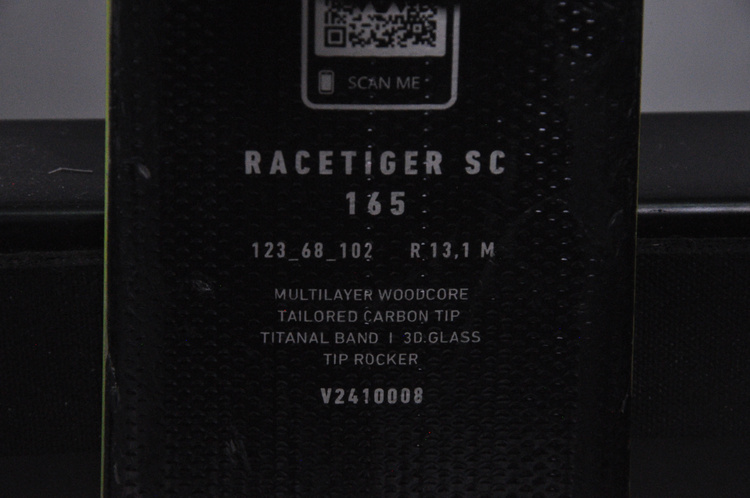 SCAN ME
RACETIGER SC
165
123_68_102 R 13,1 M
MULTILAYER WOODCORE
TAILORED CARBON TIP
TITANAL BAND I 3D.GLASS
TIP ROCKER
V2410008